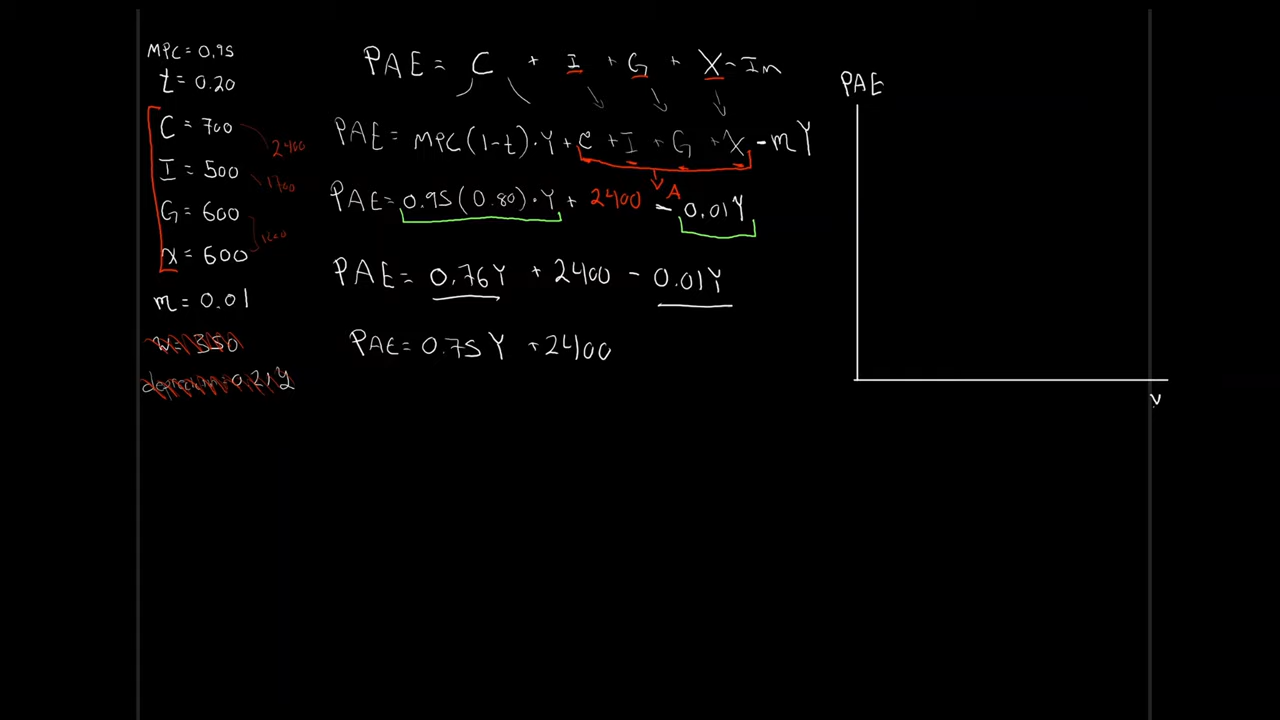 MPC = 0.95
t = 0.20
C = 700
I = 500
G = 600
X = 600
m = 0.01
2400
1700
PAE = C + I + G + X - Im
PAE = MPC(1-t)·Y + C + I + G + X - mY
A
PAE = 0.95(0.80)·Y + 2400 - 0.01Y
PAE = 0.76Y + 2400 - 0.01Y
PAE = 0.75Y + 2400
PAE